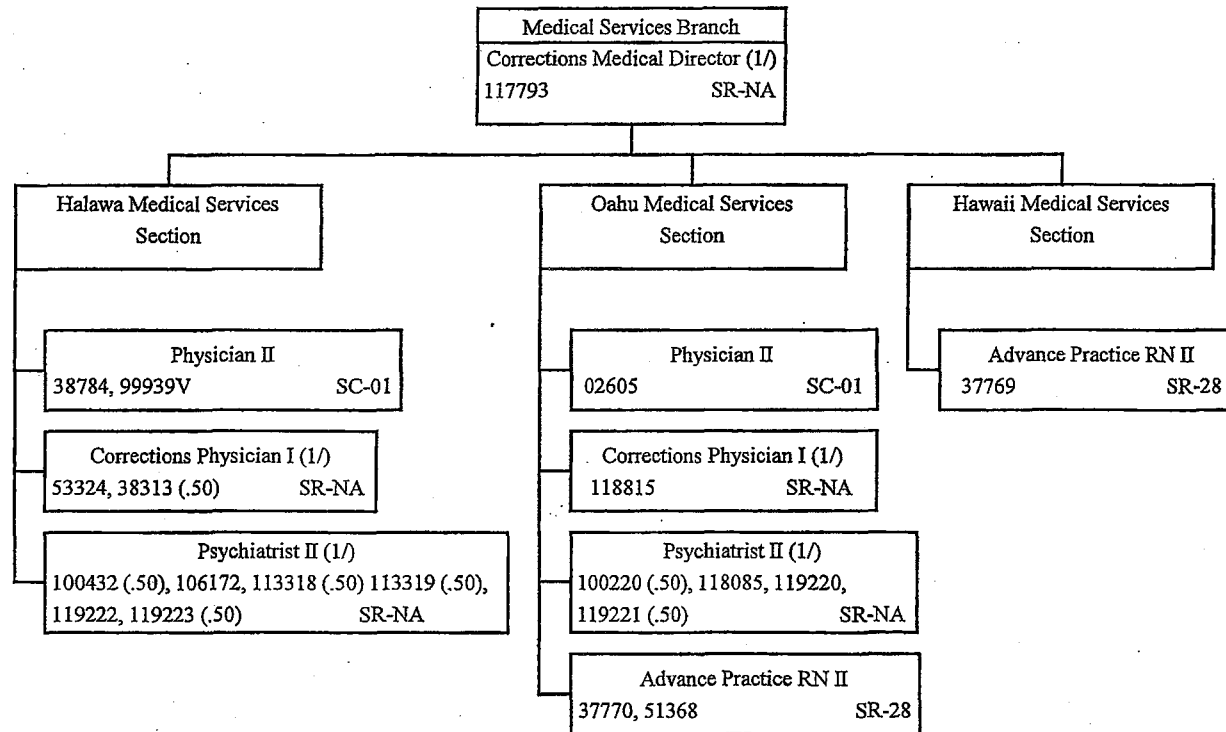 Medical Services Branch
Corrections Medical Director (1/)
117793 SR-NA
Halawa Medical Services
Section
Oahu Medical Services
Section
Hawaii Medical Services
Section
Physician II
38784, 99939V SC-01
Corrections Physician I (1/)
53324, 38313 (.50) SR-NA
Psychiatrist II (1/)
100432 (.50), 106172, 113318 (.50) 113319 (.50),
119222, 119223 (.50) SR-NA
Physician II
02605 SC-01
Corrections Physician I (1/)
118815 SR-NA
Psychiatrist II (1/)
100220 (.50), 118085, 119220,
119221 (.50) SR-NA
Advance Practice RN II
37770, 51368 SR-28
Advance Practice RN II
37769 SR-28